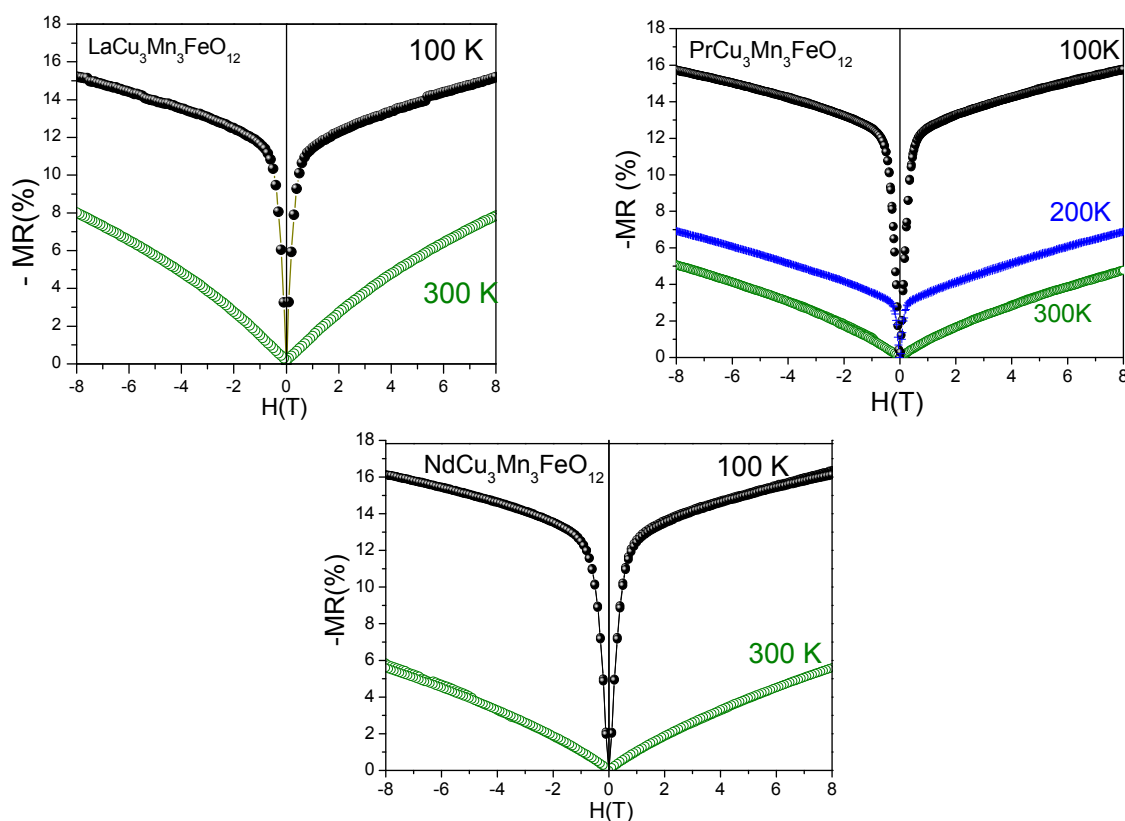 LaCu3Mn3FeO12
100 K
300 K
- MR(%)
18
16
14
12
10
8
6
4
2
0
-8 -6 -4 -2 0 2 4 6 8
H(T)
PrCu3Mn3FeO12
100K
200K
300K
-MR (%)
18
16
14
12
10
8
6
4
2
0
-8 -6 -4 -2 0 2 4 6 8
H(T)
NdCu3Mn3FeO12
100 K
300 K
-MR(%)
18
16
14
12
10
8
6
4
2
0
-8 -6 -4 -2 0 2 4 6 8
H(T)